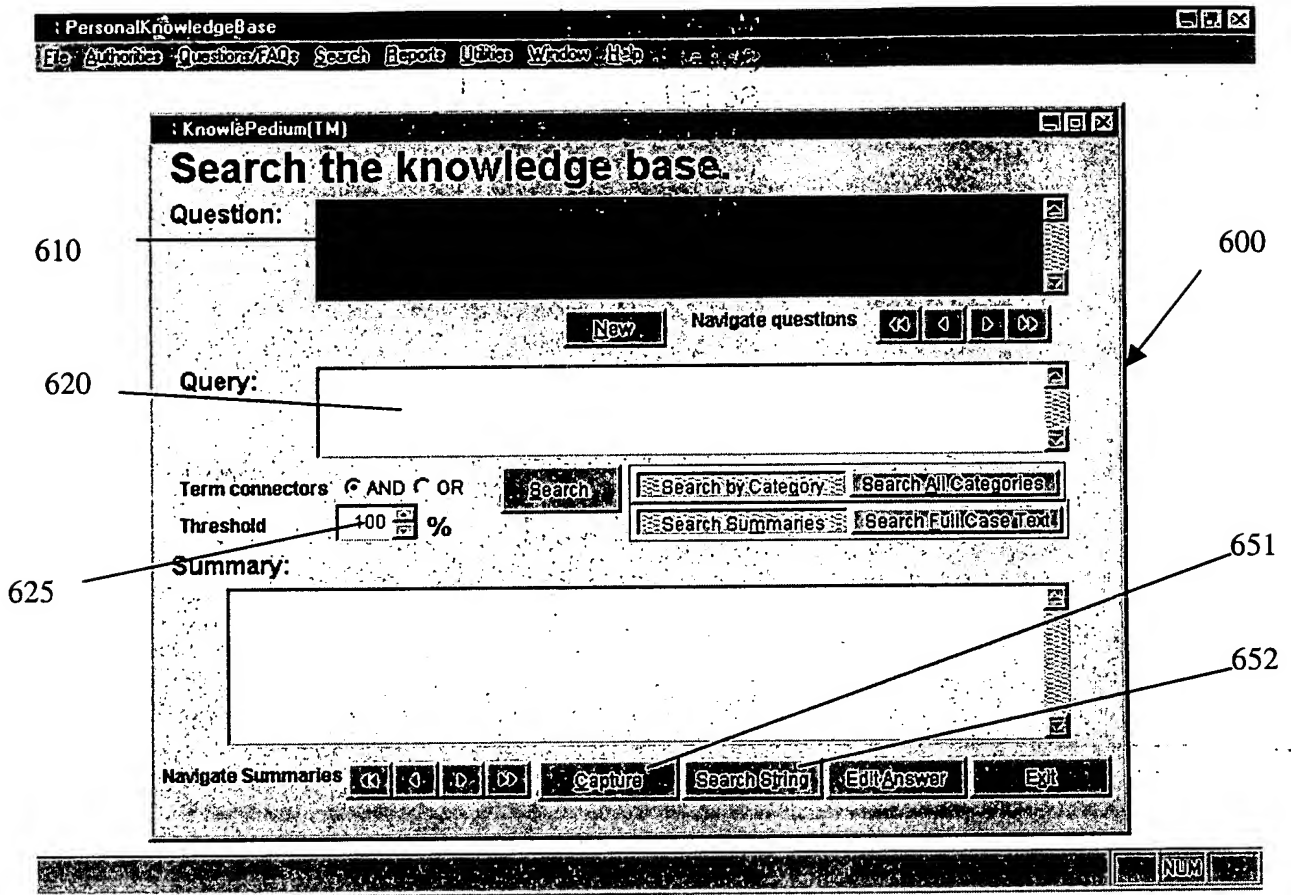 : PersonalKnowledgeBase
File Authorities Questions/FAQs Search Reports Utilities Window Help
: KnowlePedium(TM)
Search the knowledge base.
Question:
610
600
New
Navigate questions
Query:
620
Term connectors AND OR
Search
Search by Category
Search All Categories
Threshold 100 %
Search Summaries
Search Full Case Text
625
Summary:
651
652
Navigate Summaries
Capture
Search String
Edit Answer
Exit
NUM